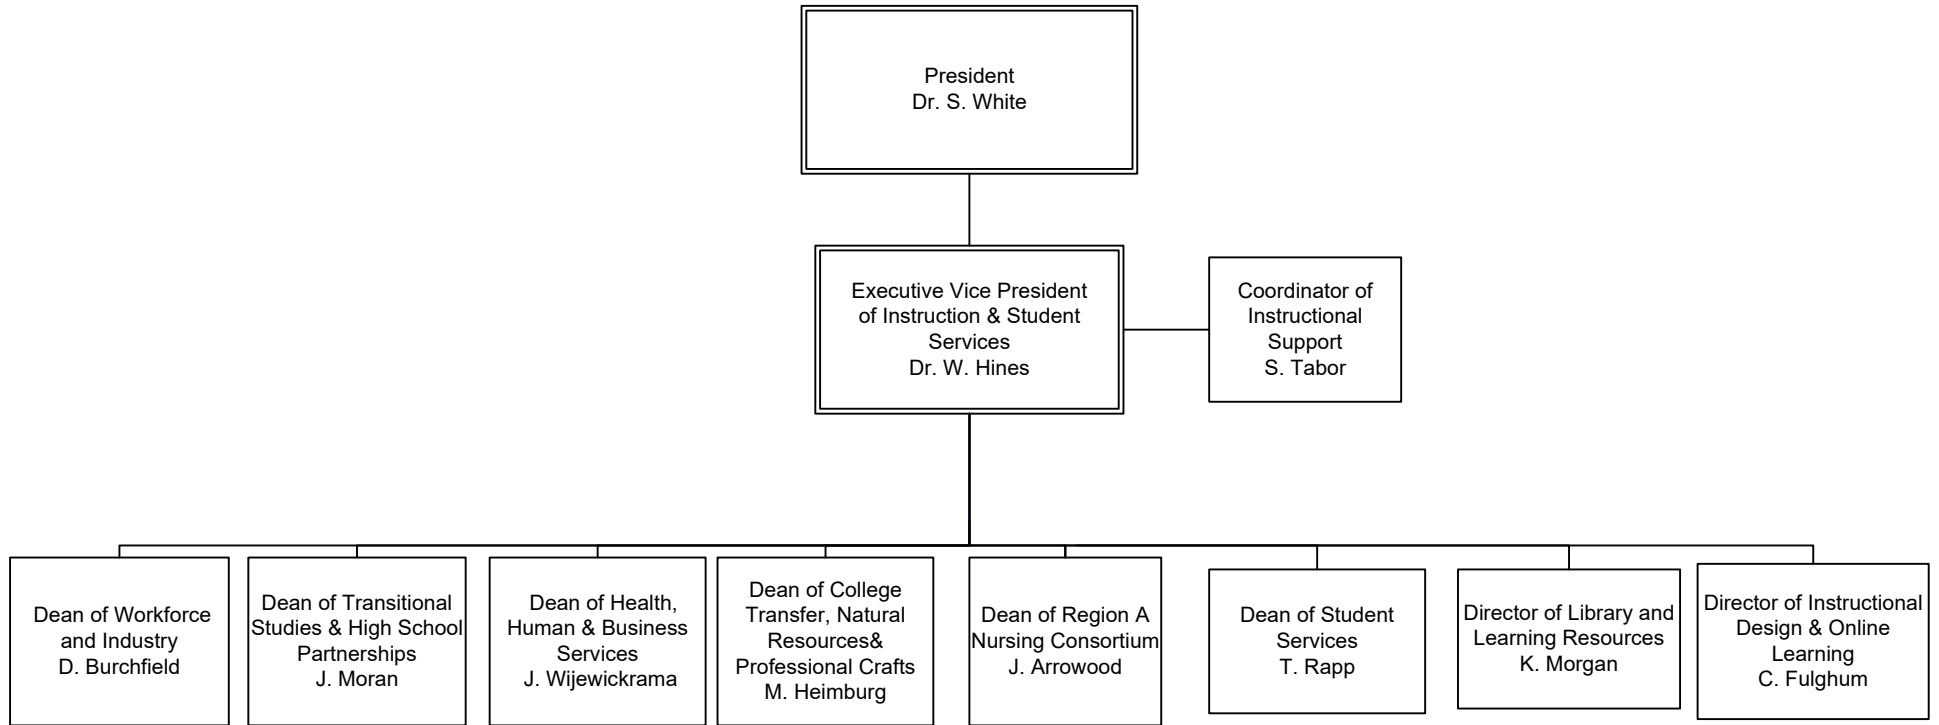 President
Dr. S. White
Executive Vice President
of Instruction & Student
Services
Dr. W. Hines
Coordinator of
Instructional
Support
S. Tabor
Dean of Workforce
and Industry
D. Burchfield
Dean of Transitional
Studies & High School
Partnerships
J. Moran
Dean of Health,
Human & Business
Services
J. Wijewickrama
Dean of College
Transfer, Natural
Resources&
Professional Crafts
M. Heimburg
Dean of Region A
Nursing Consortium
J. Arrowood
Dean of Student
Services
T. Rapp
Director of Library and
Learning Resources
K. Morgan
Director of Instructional
Design & Online
Learning
C. Fulghum